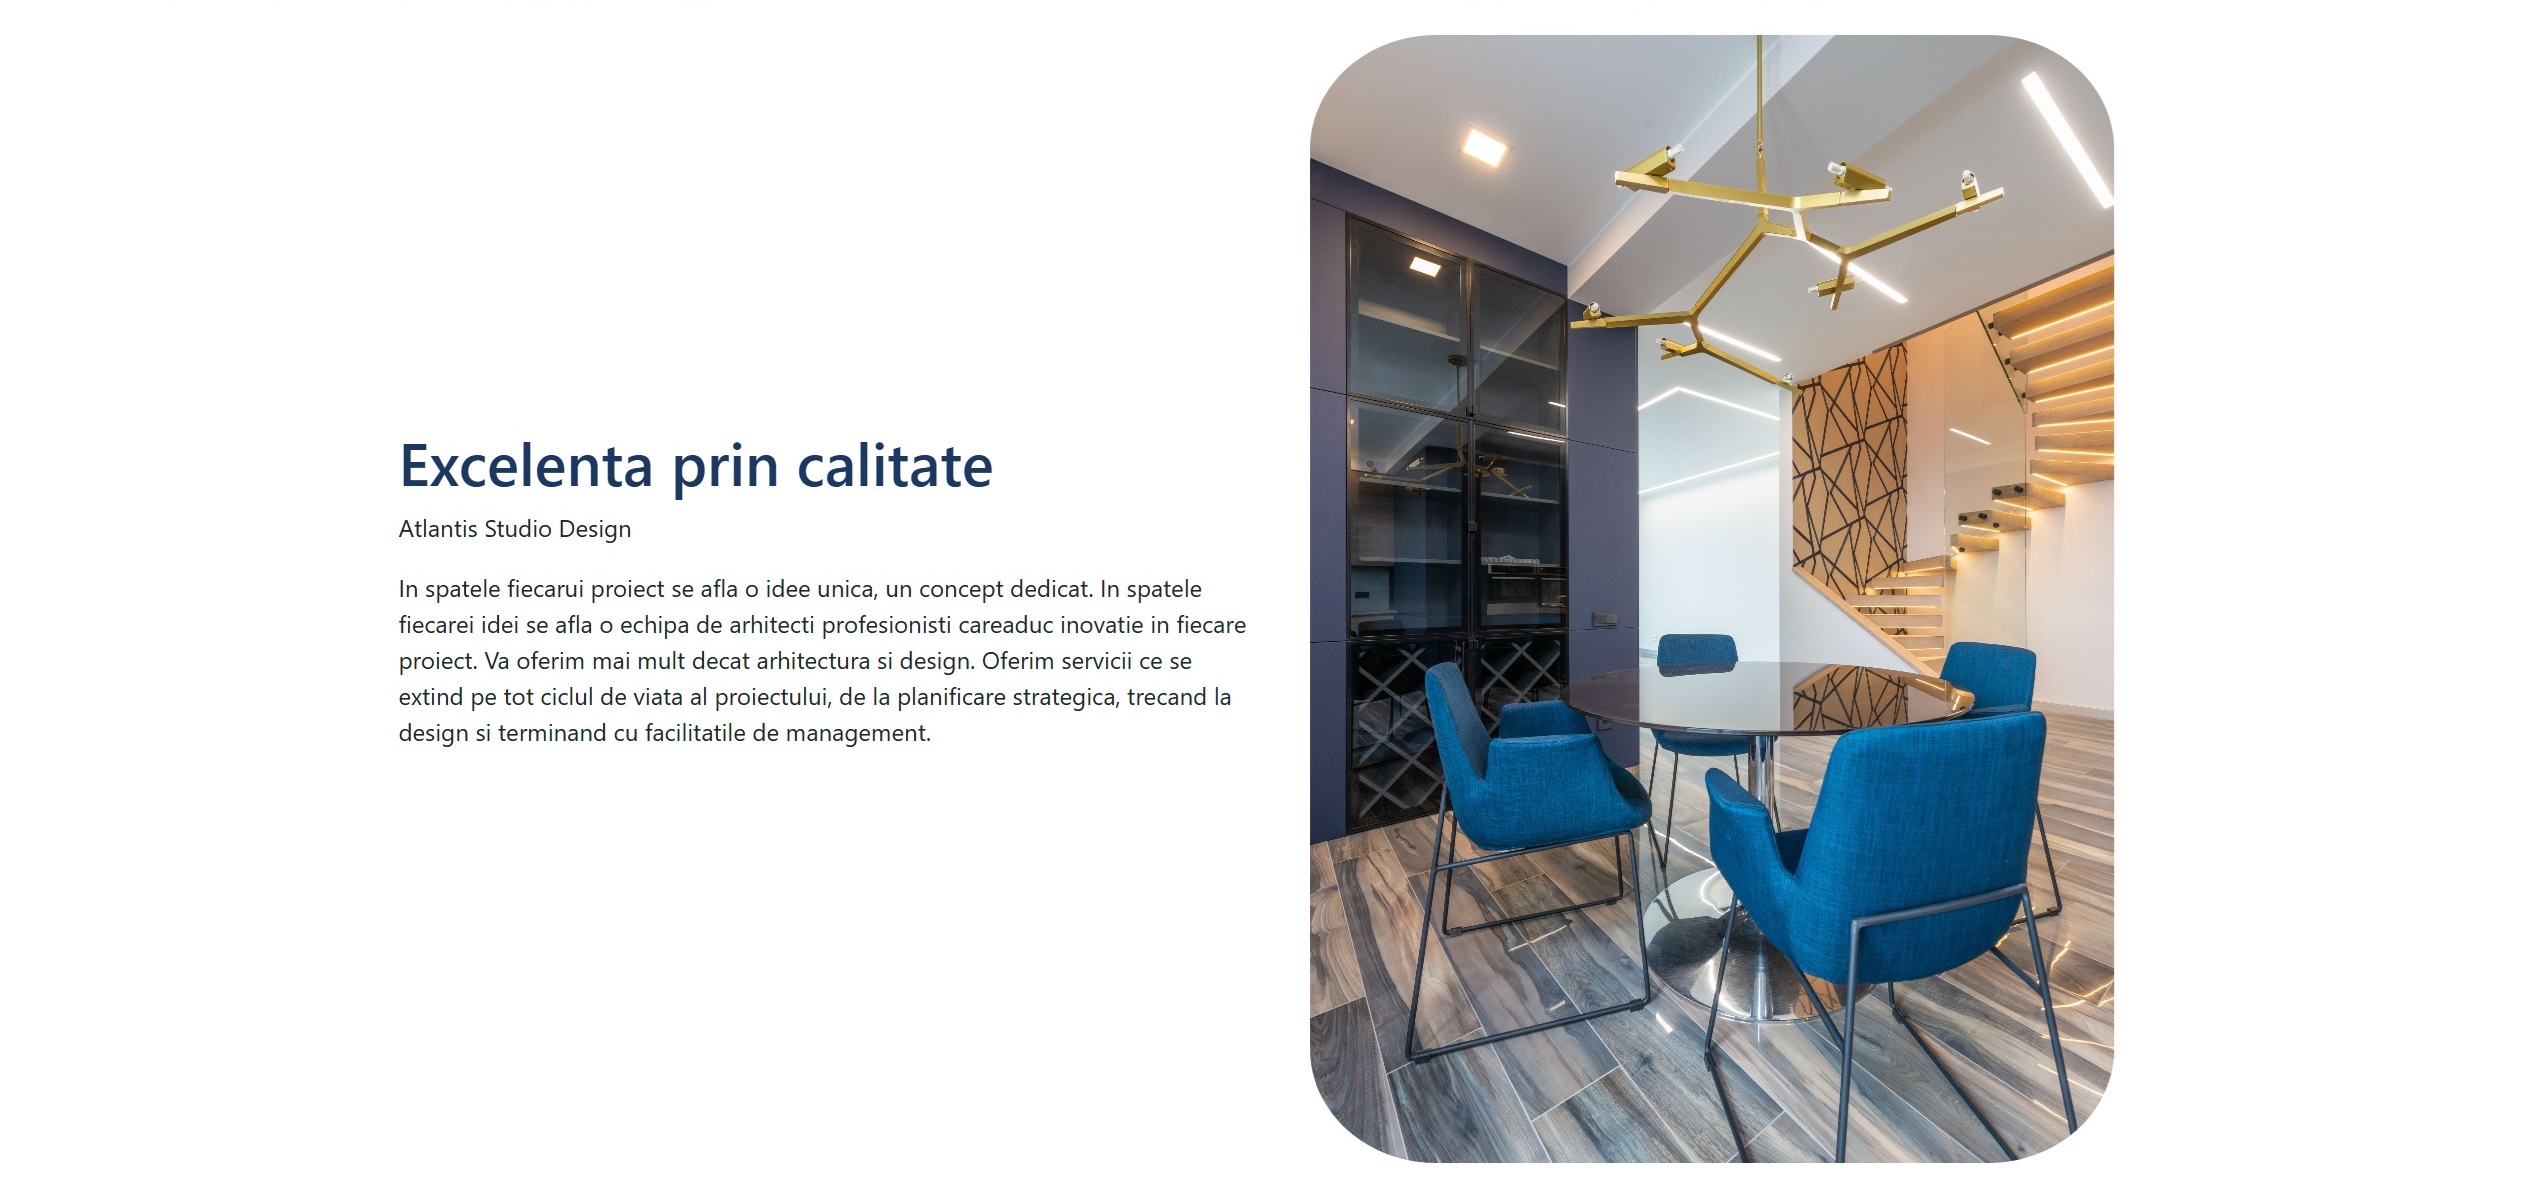 Excelenta prin calitate
Atlantis Studio Design
In spatele fiecarui proiect se afla o idee unica, un concept dedicat. In spatele
fiecarei idei se afla o echipa de arhitecti profesionisti careaduc inovatie in fiecare
proiect. Va oferim mai mult decat arhitectura si design. Oferim servicii ce se
extind pe tot ciclul de viata al proiectului, de la planificare strategica, trecand la
design si terminand cu facilitatile de management.